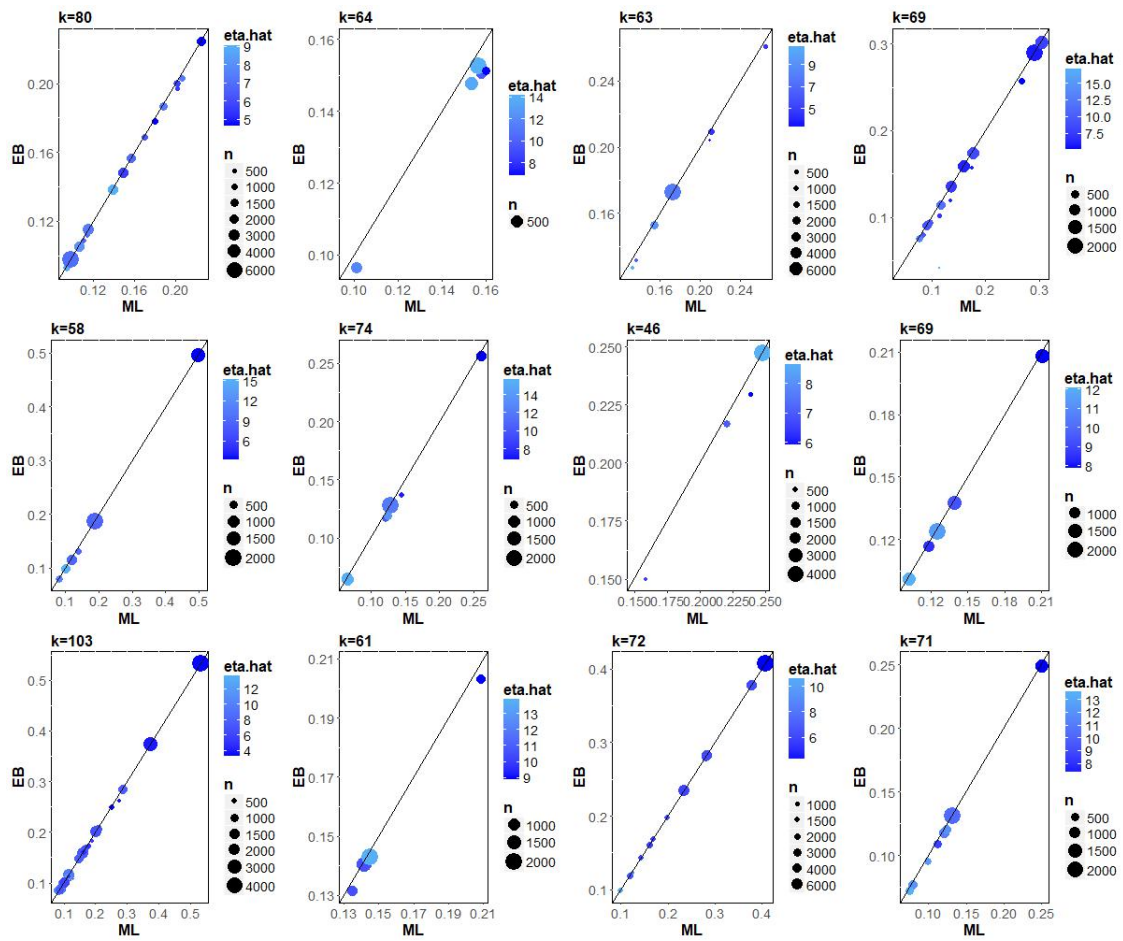 k=80
EB
0.20
0.16
0.12
0.12 0.16 0.20
ML
eta.hat
9
8
7
6
5
n
500
1000
1500
2000
3000
4000
6000
k=64
EB
0.16
0.15
0.14
0.13
0.12
0.11
0.10
0.10 0.12 0.14 0.16
ML
eta.hat
14
12
10
8
n
500
k=63
EB
0.26
0.20
0.16
0.16 0.20 0.24
ML
eta.hat
9
7
5
n
500
1000
1500
2000
3000
4000
6000
k=69
EB
0.3
0.2
0.1
0.1 0.2 0.3
ML
eta.hat
15.0
12.5
10.0
7.5
n
500
1000
1500
2000
k=58
EB
0.5
0.4
0.3
0.2
0.1
0.1 0.2 0.3 0.4 0.5
ML
eta.hat
15
12
9
6
n
500
1000
1500
2000
k=74
EB
0.25
0.20
0.15
0.10
0.10 0.15 0.20 0.25
ML
eta.hat
14
12
10
8
n
500
1000
1500
2000
k=46
EB
0.250
0.225
0.200
0.175
0.150
0.150 0.175 0.200 0.225 0.250
ML
eta.hat
8
7
6
n
500
1000
1500
2000
3000
4000
k=69
EB
0.21
0.18
0.15
0.12
0.12 0.15 0.18 0.21
ML
eta.hat
12
11
10
9
8
n
1000
1500
2000
k=103
EB
0.5
0.4
0.3
0.2
0.1
0.1 0.2 0.3 0.4 0.5
ML
eta.hat
12
10
8
6
4
n
500
1000
1500
2000
3000
4000
k=61
EB
0.21
0.19
0.17
0.15
0.13
0.13 0.15 0.17 0.19 0.21
ML
eta.hat
13
12
11
10
9
n
1000
2000
k=72
EB
0.4
0.3
0.2
0.1
0.1 0.2 0.3 0.4
ML
eta.hat
10
8
6
n
1000
1500
2000
3000
4000
6000
k=71
EB
0.25
0.20
0.15
0.10
0.10 0.15 0.20 0.25
ML
eta.hat
13
12
11
10
9
8
n
500
1000
1500
2000